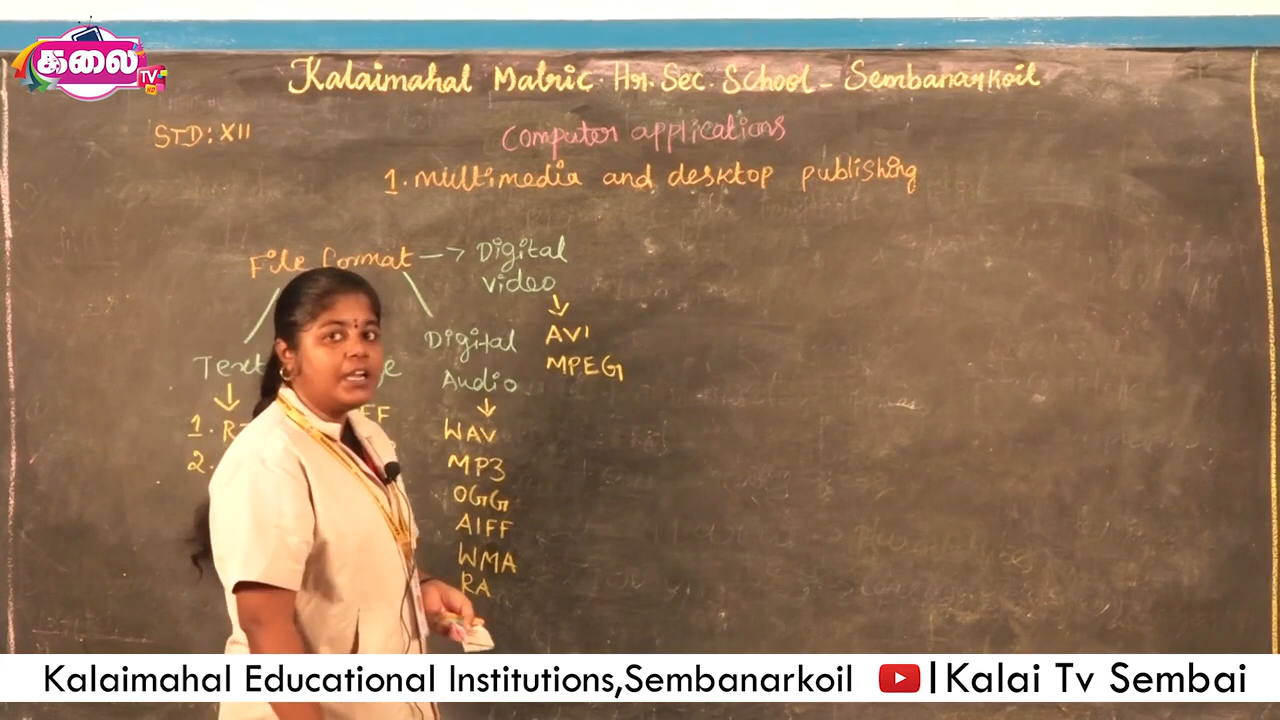 கலை
TV
HD
Kalaimahal Matric. Hr. Sec. School - Sembanarkoil
STD: XII
Computer applications
1. multimedia and desktop publishing
File format -> Digital
Video
AVI
MPEG
Text
1.
2.
Digital
Audio
WAV
MP3
OGG
AIFF
WMA
RA
Kalaimahal Educational Institutions,Sembanarkoil | Kalai Tv Sembai